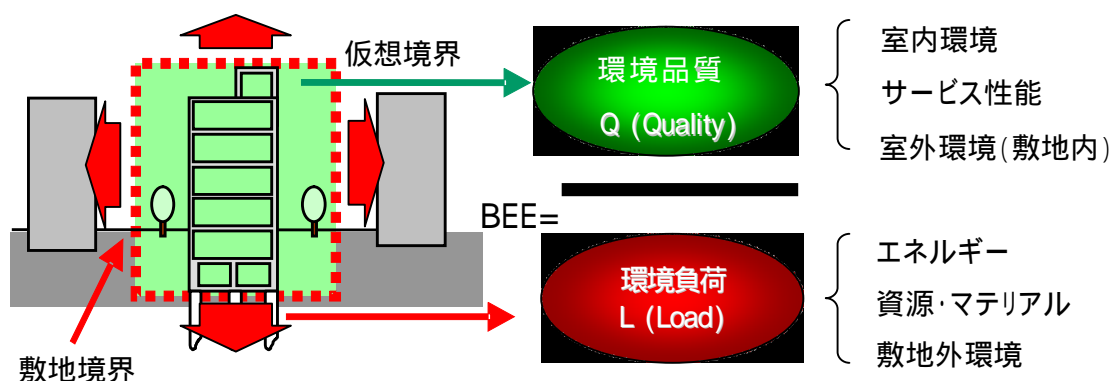 仮想境界
敷地境界
BEE=
環境品質
Q (Quality)
環境負荷
L (Load)
室内環境
サービス性能
室外環境(敷地内)
エネルギー
資源･マテリアル
敷地外環境